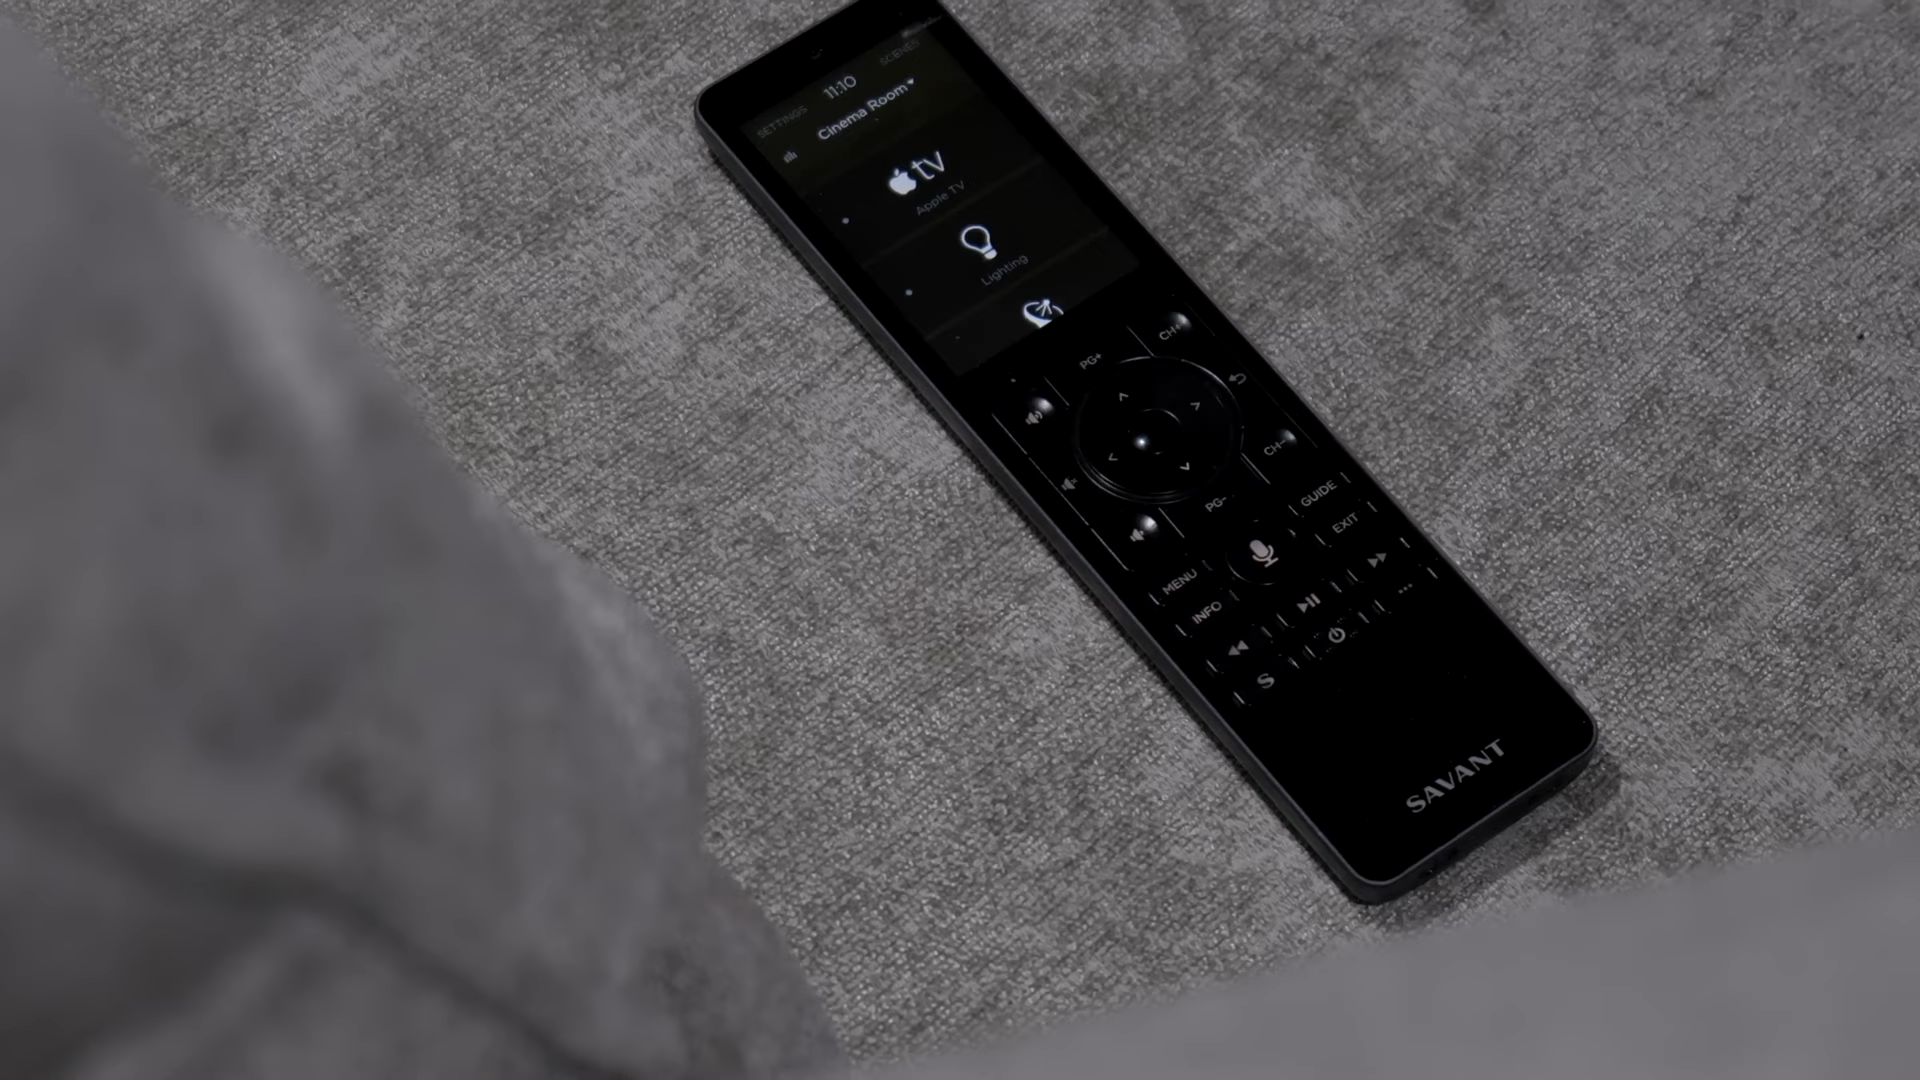 SCENES
11:10
SETTINGS
Cinema Room
tv
Apple TV
Lighting
CH+
PG+
CH-
PG-
GUIDE
EXIT
MENU
INFO
S
SAVANT